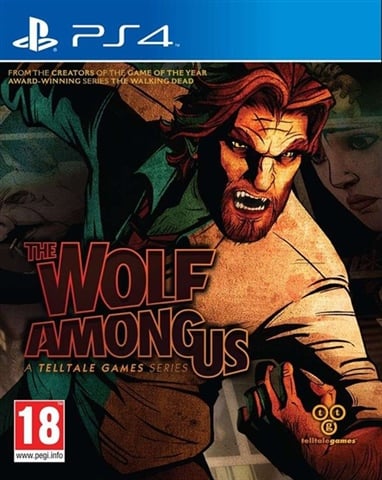 PS4
FROM THE CREATORS OF THE GAME OF THE YEAR
AWARD-WINNING SERIES THE WALKING DEAD
THE
WOLF
AMONG US
A TELLTALE GAMES SERIES
18
www.pegi.info
ttg
telltalegames